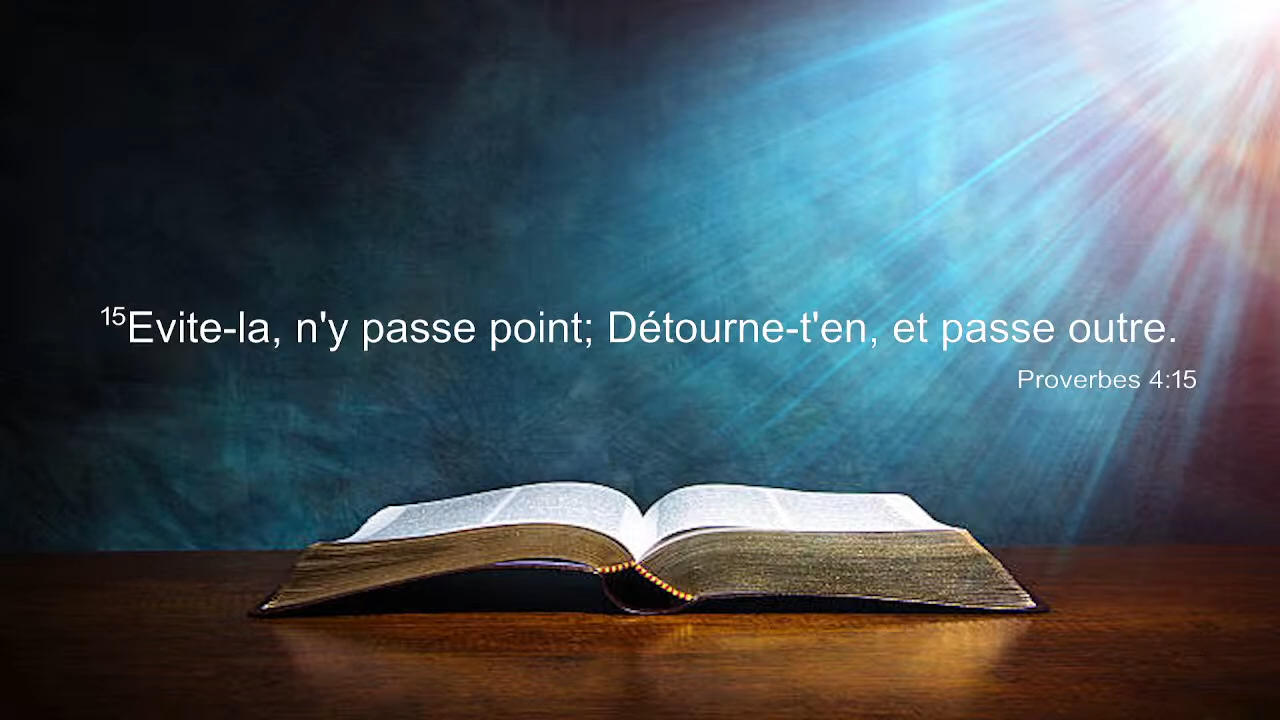 15Evite-la, n'y passe point; Détourne-t'en, et passe outre.
Proverbes 4:15